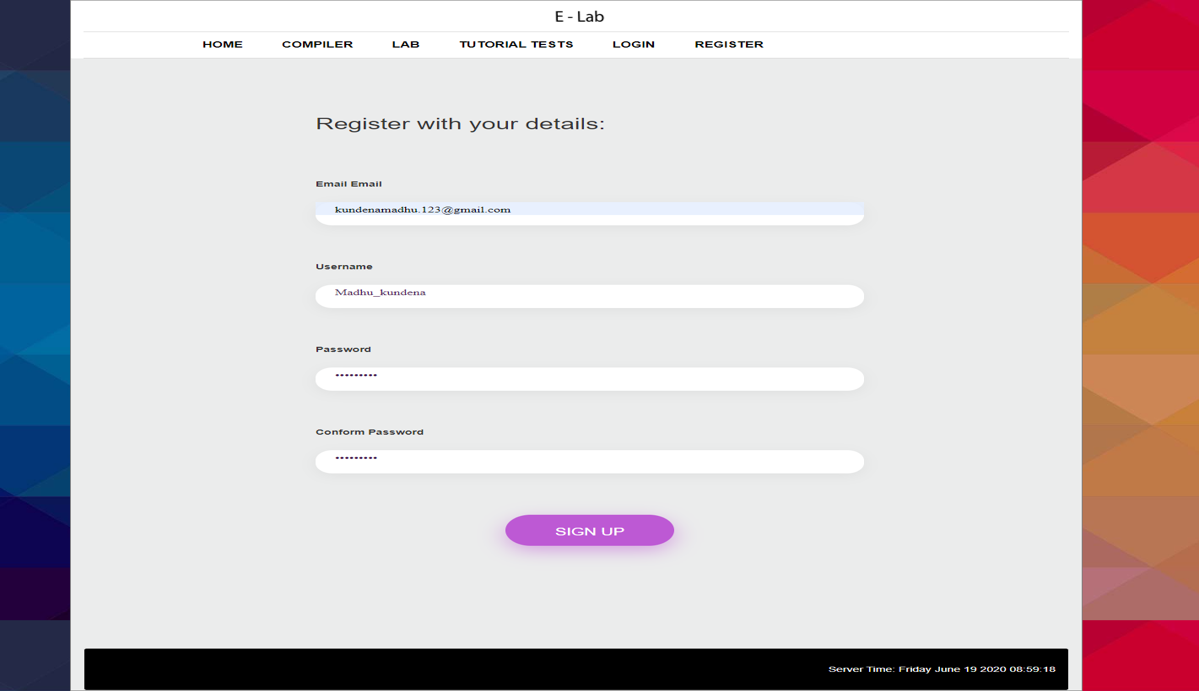 E - Lab
HOME COMPILER LAB TUTORIAL TESTS LOGIN REGISTER
Register with your details:
Email Email
kundenamadhu.123@gmail.com
Username
Madhu_kundena
Password
•••••••••
Conform Password
•••••••••
SIGN UP
Server Time: Friday June 19 2020 08:59:18